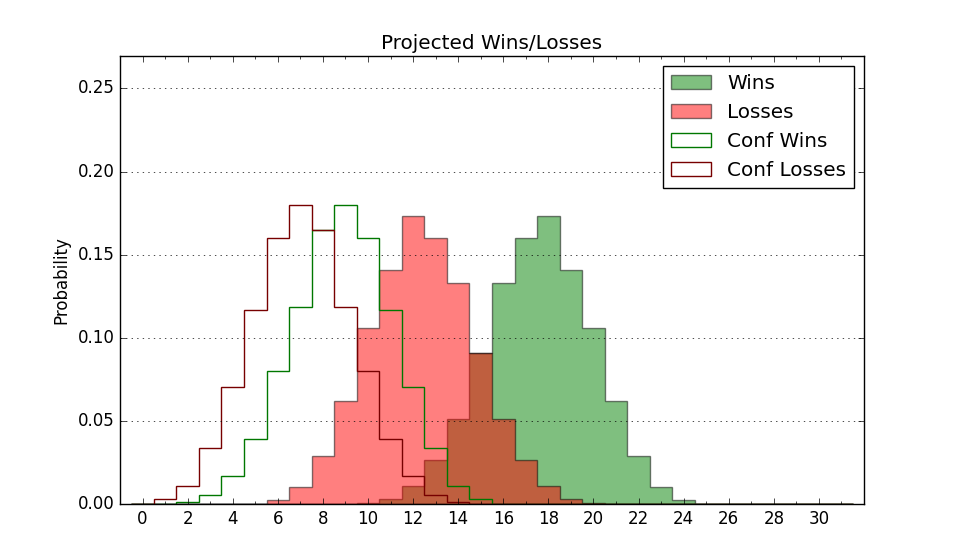 Projected Wins/Losses
0.25
0.20
0.15
0.10
0.05
0.00
Probability
Wins
Losses
Conf Wins
Conf Losses
0 2 4 6 8 10 12 14 16 18 20 22 24 26 28 30